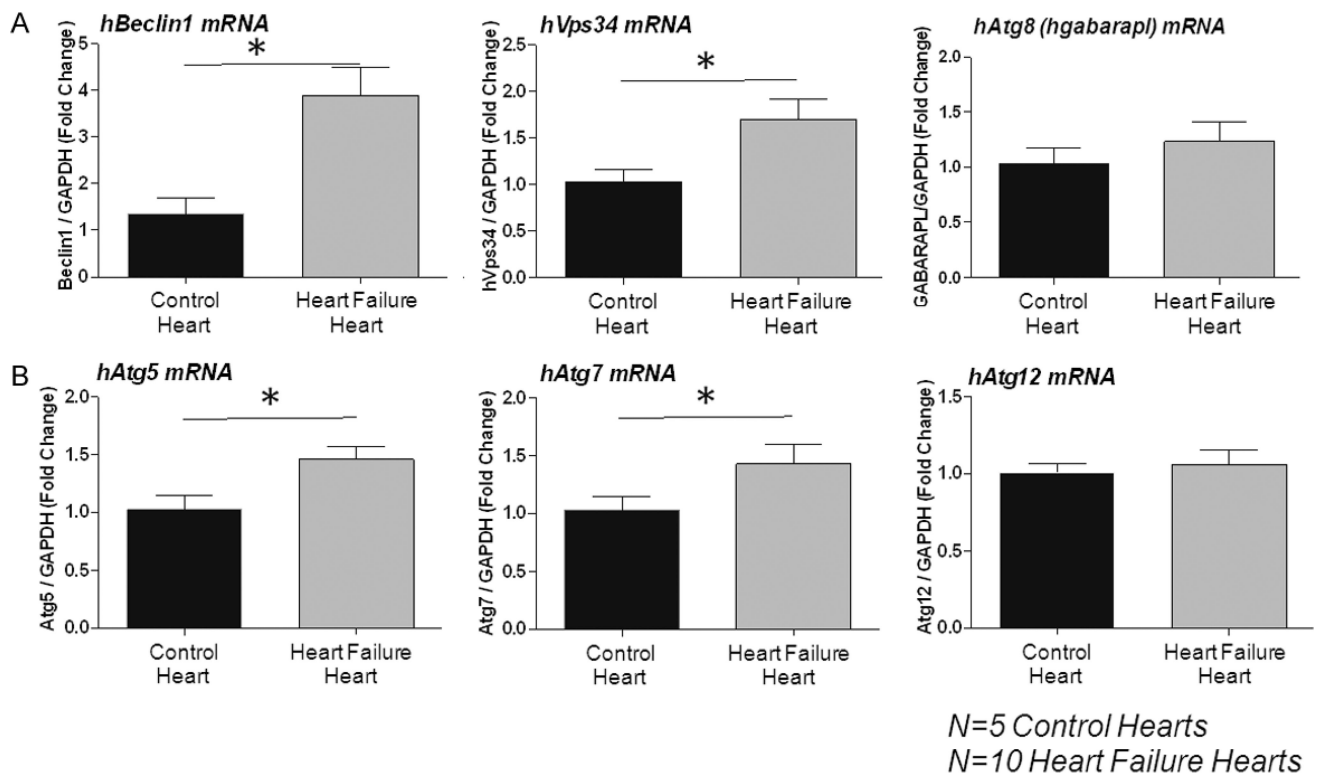 A
hBeclin1 mRNA
Beclin1 / GAPDH (Fold Change)
5
4
3
2
1
0
*
Control
Heart
Heart Failure
Heart
hVps34 mRNA
hVps34 / GAPDH (Fold Change)
2.5
2.0
1.5
1.0
0.5
0.0
*
Control
Heart
Heart Failure
Heart
hAtg8 (hgabarapl) mRNA
GABARAPL/GAPDH (Fold Change)
2.0
1.5
1.0
0.5
0.0
Control
Heart
Heart Failure
Heart
B
hAtg5 mRNA
Atg5 / GAPDH (Fold Change)
2.0
1.5
1.0
0.5
0.0
*
Control
Heart
Heart Failure
Heart
hAtg7 mRNA
Atg7 / GAPDH (Fold Change)
2.0
1.5
1.0
0.5
0.0
*
Control
Heart
Heart Failure
Heart
hAtg12 mRNA
Atg12 / GAPDH (Fold Change)
1.5
1.0
0.5
0.0
Control
Heart
Heart Failure
Heart
N=5 Control Hearts
N=10 Heart Failure Hearts